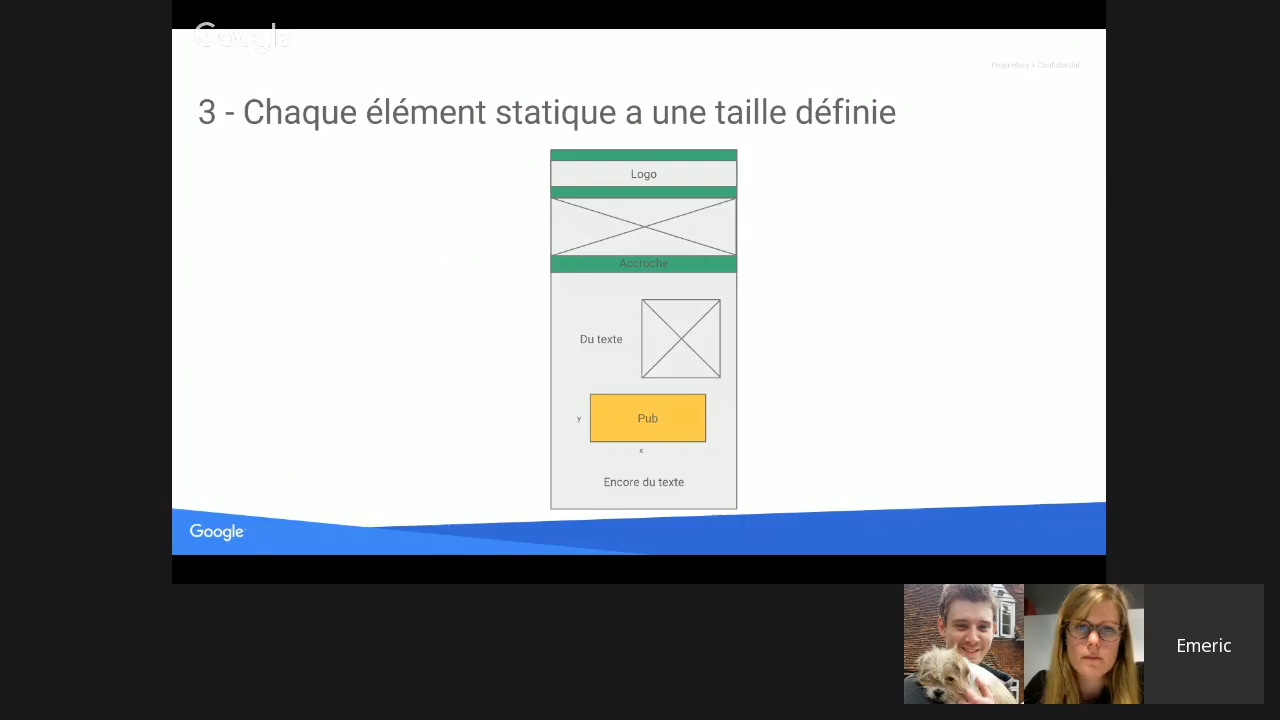 Google
Proprietary + Confidential
3 - Chaque élément statique a une taille définie
Logo
Accroche
Du texte
y
Pub
x
Encore du texte
Google
Emeric